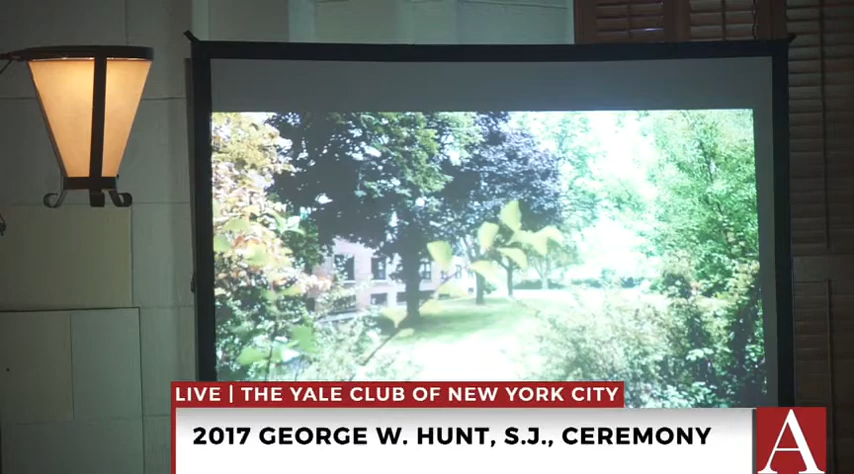 LIVE | THE YALE CLUB OF NEW YORK CITY
2017 GEORGE W. HUNT, S.J., CEREMONY
A